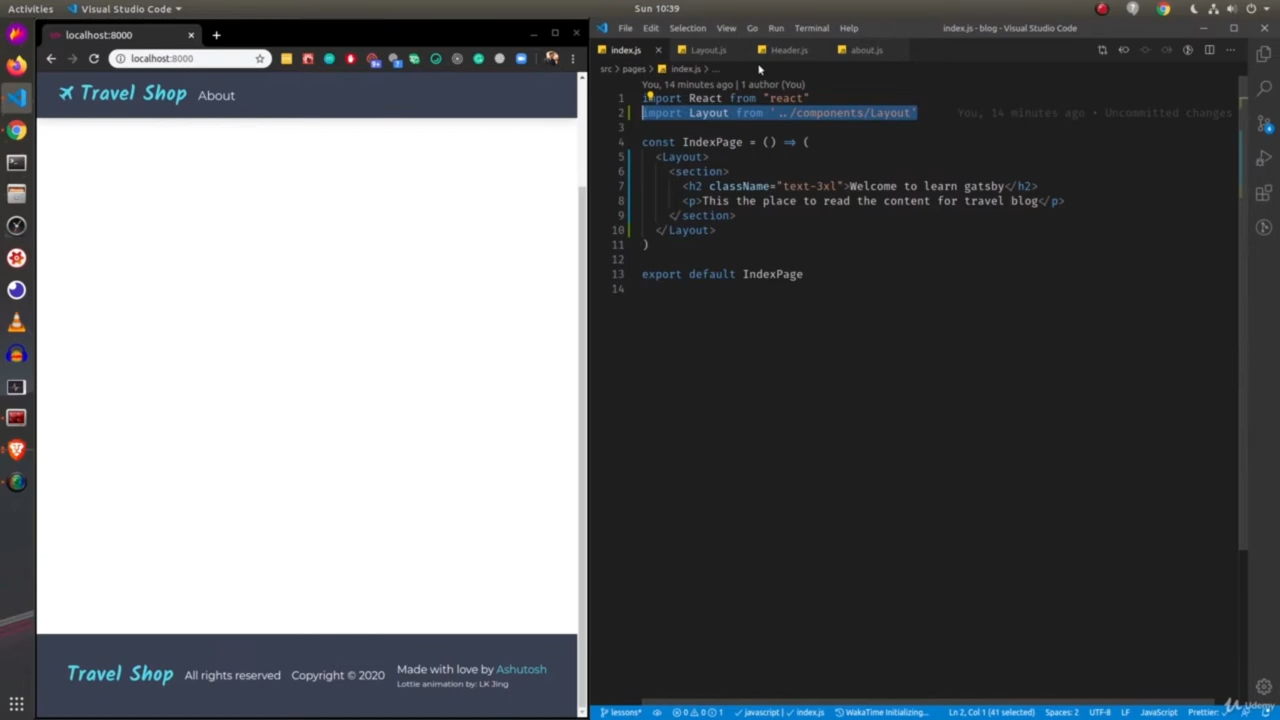 Activities
Visual Studio Code
Sun 10:39
localhost:8000
localhost:8000
Travel Shop
About
Travel Shop
All rights reserved
Copyright © 2020
Made with love by Ashutosh
Lottie animation by: LK Jing
File Edit Selection View Go Run Terminal Help
index.js - blog - Visual Studio Code
index.js
Layout.js
Header.js
about.js
src > pages > index.js > ...
You, 14 minutes ago | 1 author (You)
1 import React from "react"
2 import Layout from '../components/Layout' You, 14 minutes ago • Uncommitted changes
3
4 const IndexPage = () => (
5 <Layout>
6 <section>
7 <h2 className="text-3xl">Welcome to learn gatsby</h2>
8 <p>This the place to read the content for travel blog</p>
9 </section>
10 </Layout>
11 )
12
13 export default IndexPage
14
lessons* 0 0 1 javascript | index.js WakaTime Initializing... Ln 2, Col 1 (41 selected) Spaces: 2 UTF-8 LF JavaScript Prettier:
Udemy